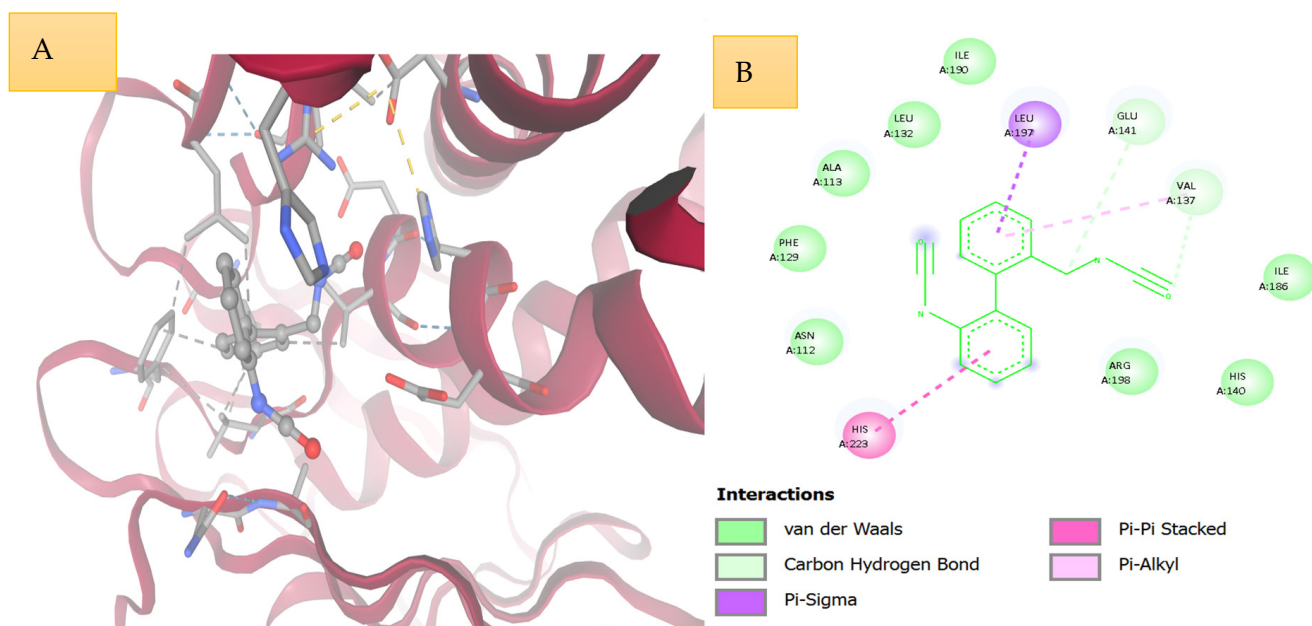 A
B
ILE
A:190
LEU
A:132
LEU
A:197
GLU
A:141
ALA
A:113
VAL
A:137
PHE
A:129
O
N
O
ILE
A:186
ASN
A:112
N
ARG
A:198
HIS
A:140
HIS
A:223
Interactions
van der Waals
Carbon Hydrogen Bond
Pi-Sigma
Pi-Pi Stacked
Pi-Alkyl